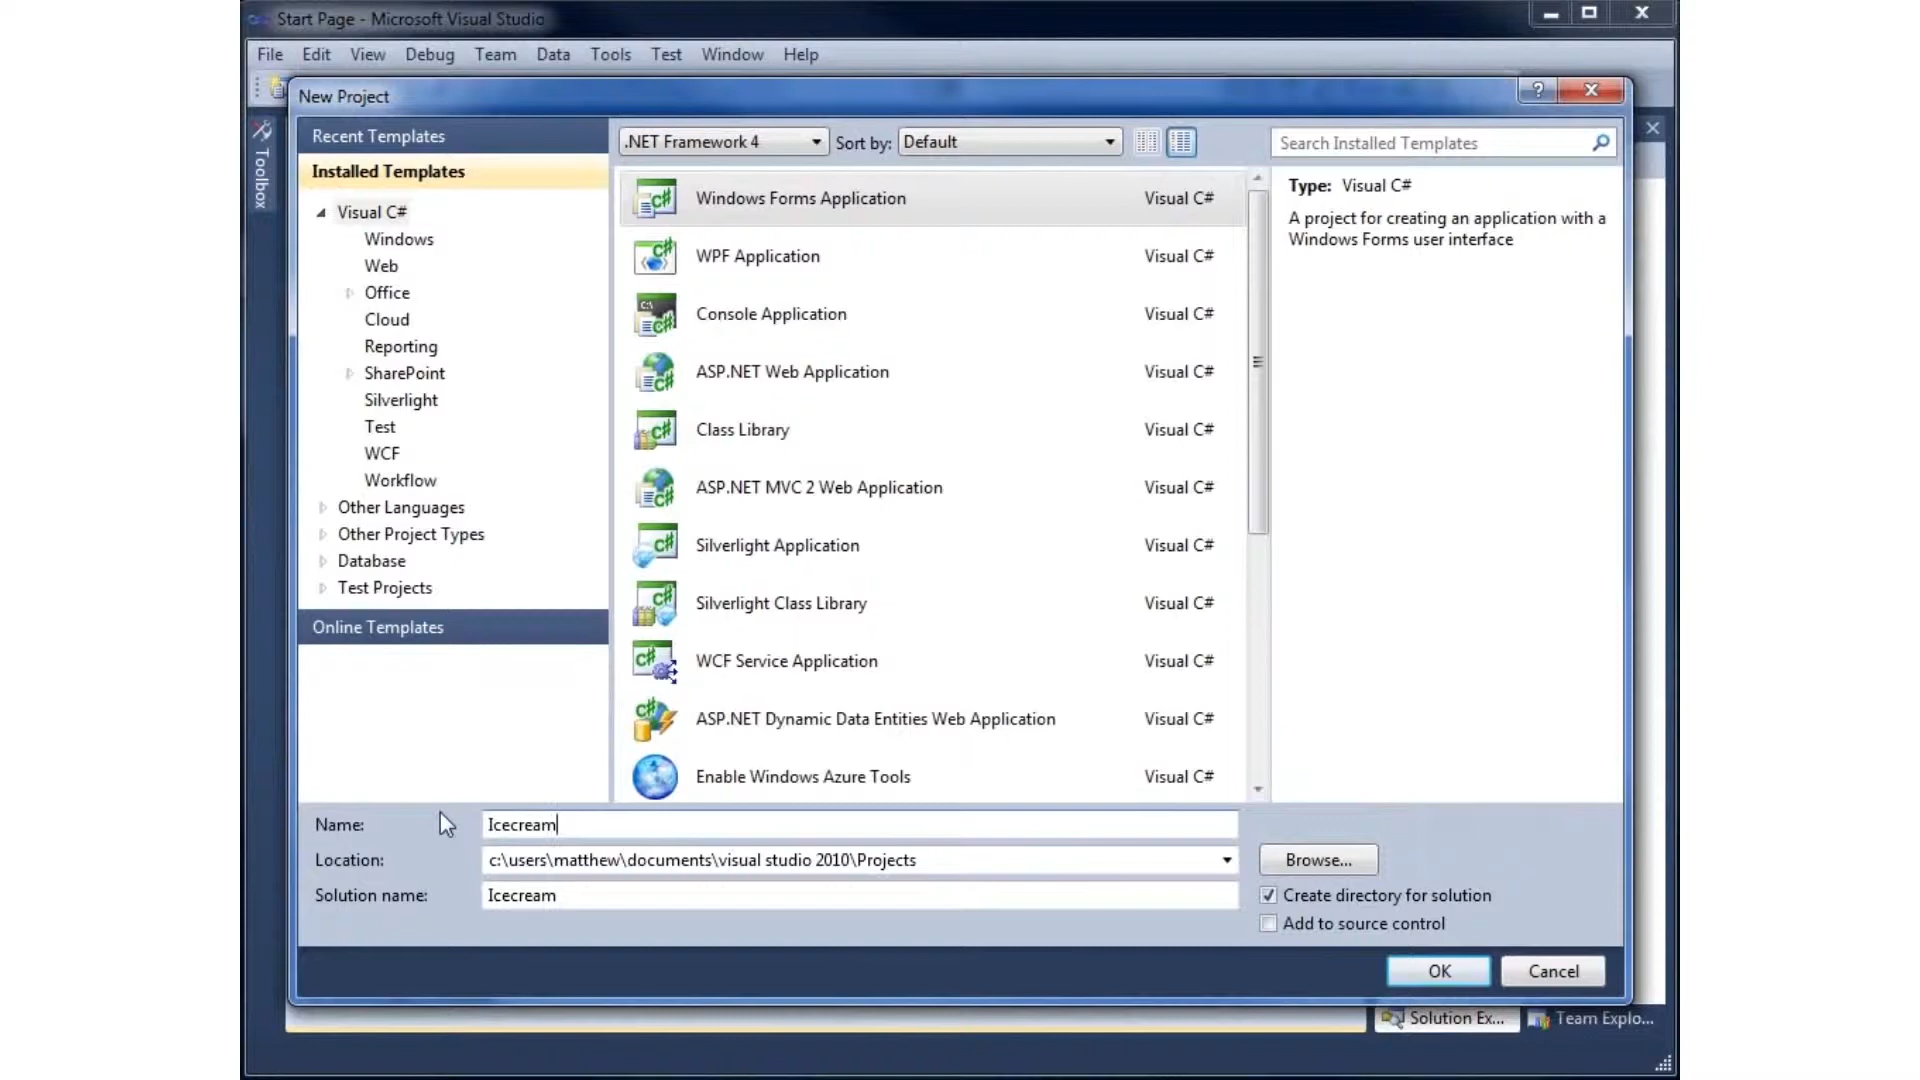 Start Page - Microsoft Visual Studio
File Edit View Debug Team Data Tools Test Window Help
New Project
?
Toolbox
Recent Templates
Installed Templates
Visual C#
Windows
Web
Office
Cloud
Reporting
SharePoint
Silverlight
Test
WCF
Workflow
Other Languages
Other Project Types
Database
Test Projects
Online Templates
.NET Framework 4 Sort by: Default
Windows Forms Application Visual C#
WPF Application Visual C#
Console Application Visual C#
ASP.NET Web Application Visual C#
Class Library Visual C#
ASP.NET MVC 2 Web Application Visual C#
Silverlight Application Visual C#
Silverlight Class Library Visual C#
WCF Service Application Visual C#
ASP.NET Dynamic Data Entities Web Application Visual C#
Enable Windows Azure Tools Visual C#
Search Installed Templates
Type: Visual C#
A project for creating an application with a
Windows Forms user interface
Name: Icecream
Location: c:\users\matthew\documents\visual studio 2010\Projects Browse...
Solution name: Icecream
Create directory for solution
Add to source control
OK Cancel
Solution Ex... Team Explo...